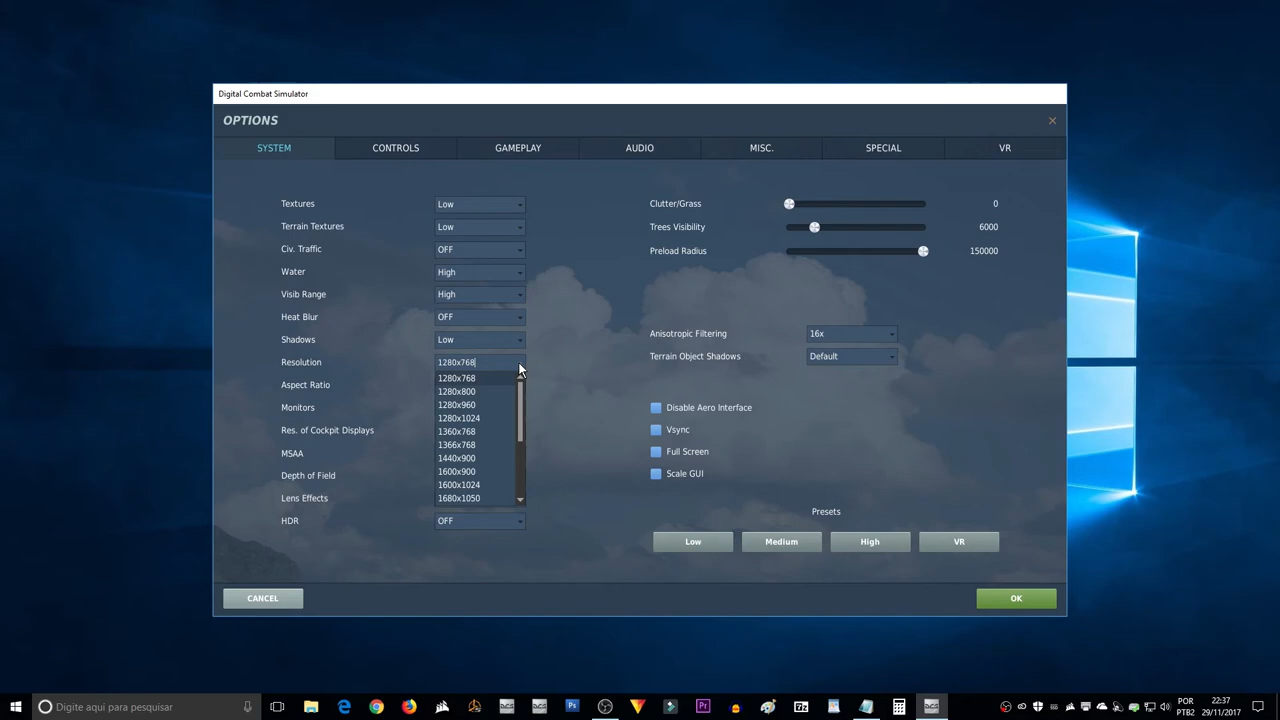 Digital Combat Simulator
OPTIONS
SYSTEM CONTROLS GAMEPLAY AUDIO MISC. SPECIAL VR
Textures Low
Terrain Textures Low
Civ. Traffic OFF
Water High
Visib Range High
Heat Blur OFF
Shadows Low
Resolution 1280x768
1280x768
1280x800
1280x960
1280x1024
1360x768
1366x768
1440x900
1600x900
1600x1024
1680x1050
Aspect Ratio
Monitors
Res. of Cockpit Displays
MSAA
Depth of Field
Lens Effects
HDR OFF
Clutter/Grass 0
Trees Visibility 6000
Preload Radius 150000
Anisotropic Filtering 16x
Terrain Object Shadows Default
Disable Aero Interface
Vsync
Full Screen
Scale GUI
Presets
Low Medium High VR
CANCEL OK
Digite aqui para pesquisar
POR
PTB2
22:37
29/11/2017